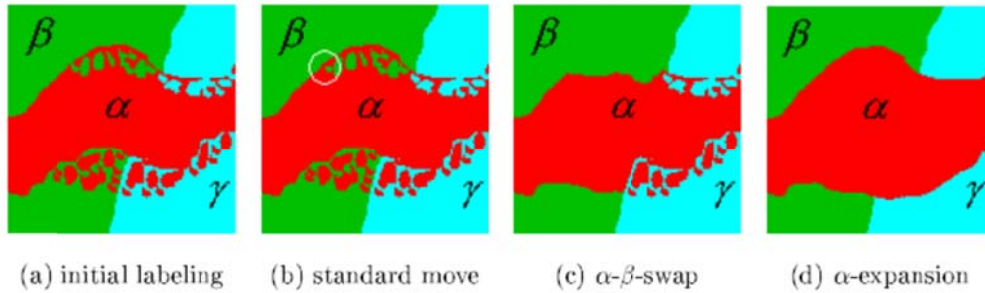 β β β β
α α α α
γ γ γ γ
(a) initial labeling (b) standard move (c) α-β-swap (d) α-expansion